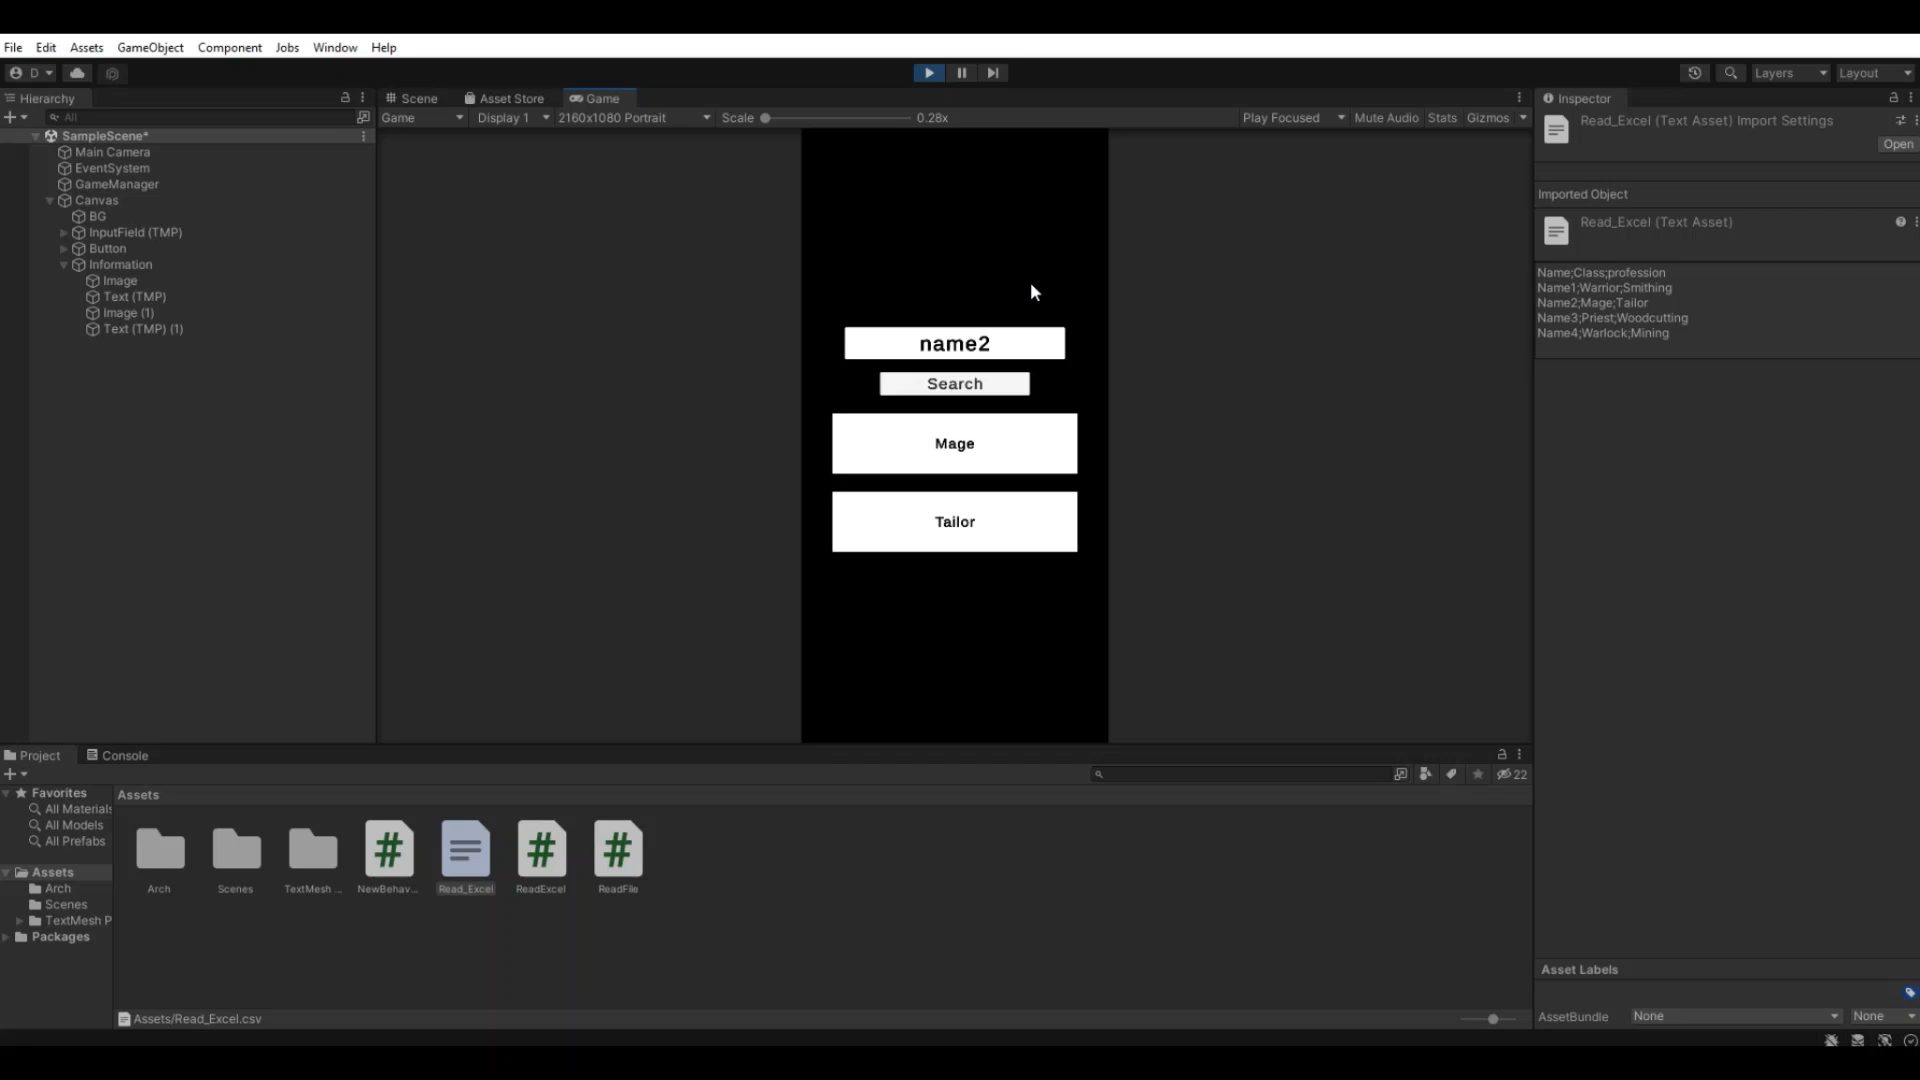 File Edit Assets GameObject Component Jobs Window Help
D Layers Layout
Hierarchy
All
SampleScene*
Main Camera
EventSystem
GameManager
Canvas
BG
InputField (TMP)
Button
Information
Image
Text (TMP)
Image (1)
Text (TMP) (1)
Scene Asset Store Game
Game Display 1 2160x1080 Portrait Scale 0.28x Play Focused Mute Audio Stats Gizmos
name2
Search
Mage
Tailor
Inspector
Read_Excel (Text Asset) Import Settings
Open
Imported Object
Read_Excel (Text Asset)
Name;Class;profession
Name1;Warrior;Smithing
Name2;Mage;Tailor
Name3;Priest;Woodcutting
Name4;Warlock;Mining
Project Console
22
Favorites
All Materials
All Models
All Prefabs
Assets
Arch
Scenes
TextMesh P
Packages
Assets
Arch Scenes TextMesh ... NewBehav... Read_Excel ReadExcel ReadFile
Assets/Read_Excel.csv
Asset Labels
AssetBundle None None